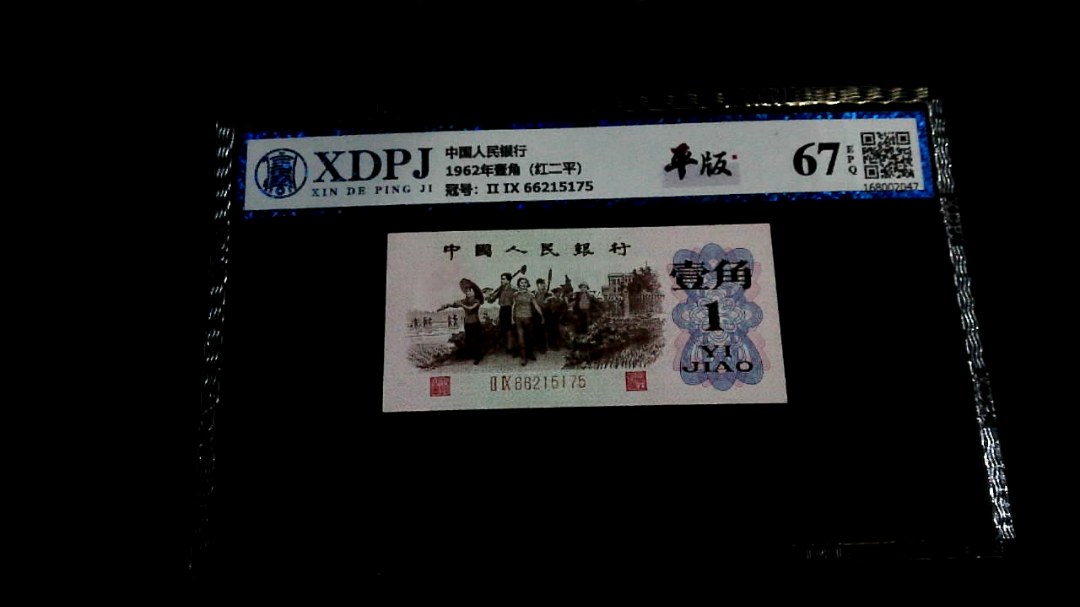 XDPJ
XIN DE PING JI
中国人民银行
1962年壹角（红二平）
冠号：II IX 66215175
平版
67
EPQ
168002047
中國人民銀行
壹角
1
YI
JIAO
II IX 66215175